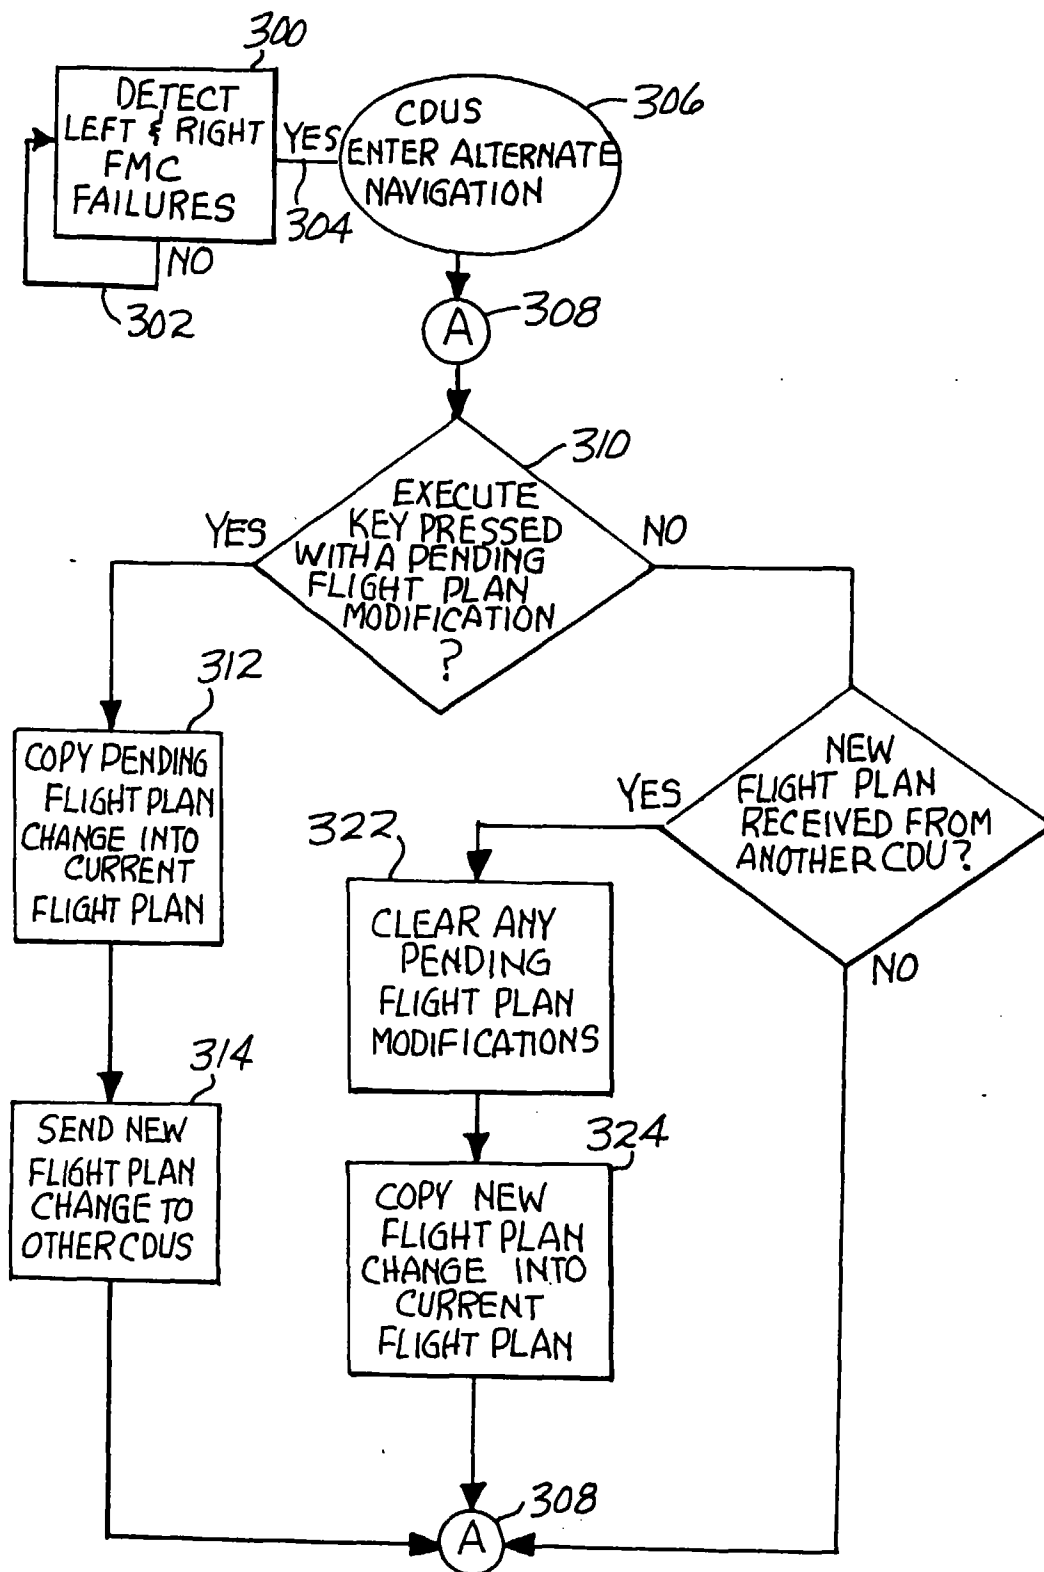 300
DETECT
LEFT & RIGHT
FMC
FAILURES
YES
304
NO
302
CDUS
ENTER ALTERNATE
NAVIGATION
306
A
308
310
EXECUTE
KEY PRESSED
WITH A PENDING
FLIGHT PLAN
MODIFICATION
?
YES
NO
312
COPY PENDING
FLIGHT PLAN
CHANGE INTO
CURRENT
FLIGHT PLAN
NEW
FLIGHT PLAN
RECEIVED FROM
ANOTHER CDU?
YES
NO
322
CLEAR ANY
PENDING
FLIGHT PLAN
MODIFICATIONS
314
SEND NEW
FLIGHT PLAN
CHANGE TO
OTHER CDUS
324
COPY NEW
FLIGHT PLAN
CHANGE INTO
CURRENT
FLIGHT PLAN
308
A